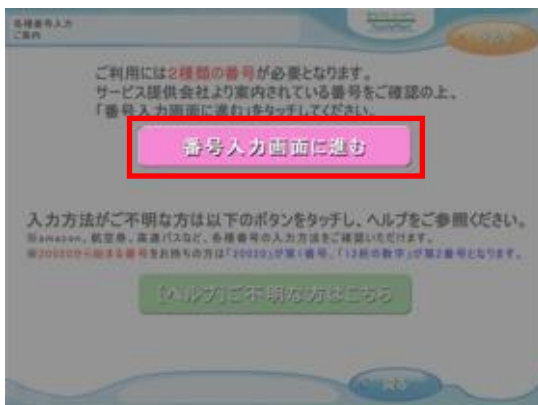 各種番号入力
ご案内
ご利用には2種類の番号が必要となります。
サービス提供会社より案内されている番号をご確認の上、
「番号入力画面に進む」をタッチしてください。
番号入力画面に進む
入力方法がご不明な方は以下のボタンをタッチし、ヘルプをご参照ください。
※amazon、航空券、高速バスなど、各種番号の入力方法をご確認いただけます。
※20020から始まる番号をお持ちの方は「20020」が第1番号、「12桁の数字」が第2番号となります。
[ヘルプ]ご不明な方はこちら
戻る